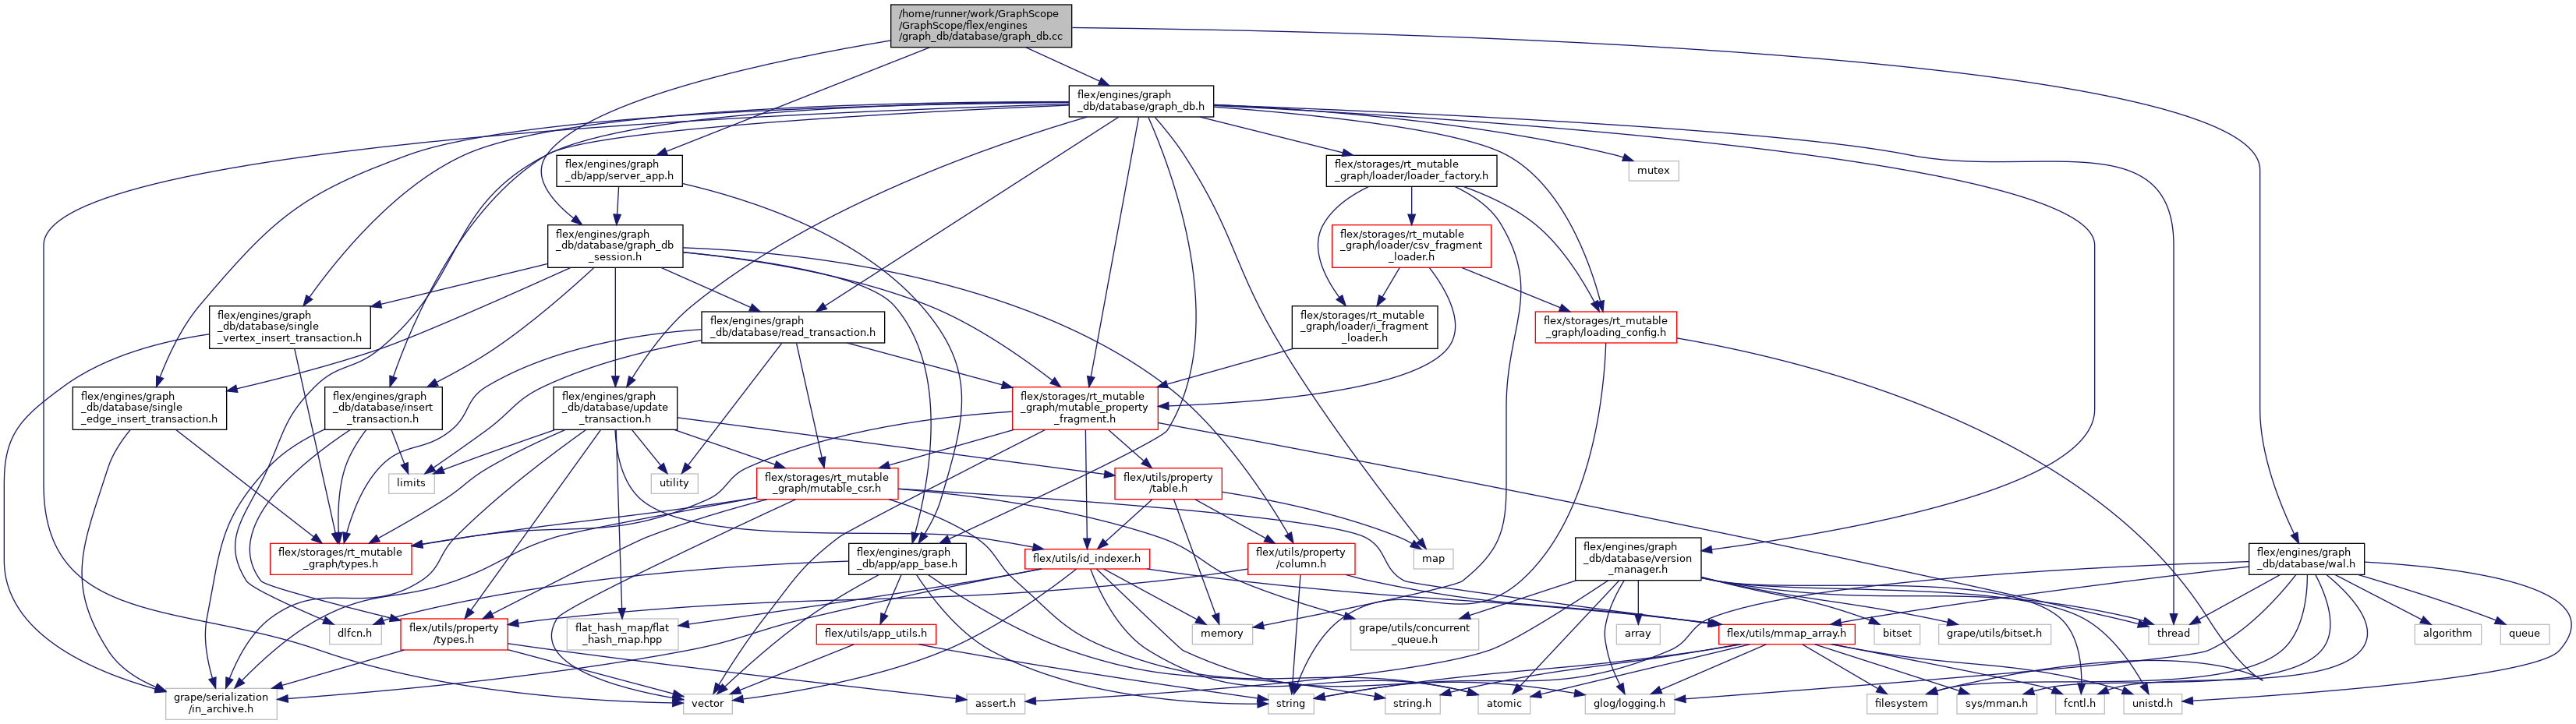 /home/runner/work/GraphScope
/GraphScope/flex/engines
/graph_db/database/graph_db.cc
flex/engines/graph
_db/database/graph_db.h
flex/engines/graph
_db/app/server_app.h
flex/storages/rt_mutable
_graph/loader/loader_factory.h
mutex
flex/engines/graph
_db/database/graph_db
_session.h
flex/storages/rt_mutable
_graph/loader/csv_fragment
_loader.h
flex/engines/graph
_db/database/single
_vertex_insert_transaction.h
flex/engines/graph
_db/database/read_transaction.h
flex/storages/rt_mutable
_graph/loader/i_fragment
_loader.h
flex/storages/rt_mutable
_graph/loading_config.h
flex/engines/graph
_db/database/single
_edge_insert_transaction.h
flex/engines/graph
_db/database/insert
_transaction.h
flex/engines/graph
_db/database/update
_transaction.h
flex/storages/rt_mutable
_graph/mutable_property
_fragment.h
limits
utility
flex/storages/rt_mutable
_graph/mutable_csr.h
flex/utils/property
/table.h
flex/storages/rt_mutable
_graph/types.h
flex/engines/graph
_db/app/app_base.h
flex/utils/id_indexer.h
flex/utils/property
/column.h
map
flex/engines/graph
_db/database/version
_manager.h
flex/engines/graph
_db/database/wal.h
dlfcn.h
flex/utils/property
/types.h
flat_hash_map/flat
_hash_map.hpp
flex/utils/app_utils.h
memory
grape/utils/concurrent
_queue.h
array
flex/utils/mmap_array.h
bitset
grape/utils/bitset.h
thread
algorithm
queue
grape/serialization
/in_archive.h
vector
assert.h
string
string.h
atomic
glog/logging.h
filesystem
sys/mman.h
fcntl.h
unistd.h